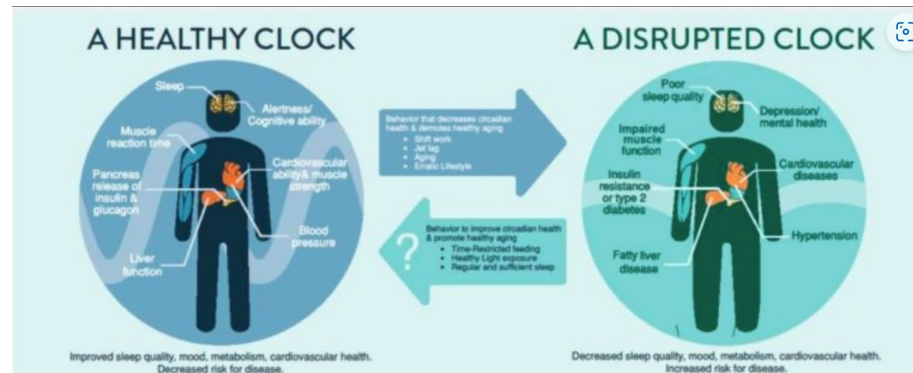 A HEALTHY CLOCK
Sleep
Alertness/
Cognitive ability
Muscle
reaction time
Cardiovascular
ability& muscle
strength
Pancreas
release of
insulin &
glucagon
Blood
pressure
Liver
function
Improved sleep quality, mood, metabolism, cardiovascular health.
Decreased risk for disease.
Behavior that decreases circadian
health & demotes healthy aging
• Shift work
• Jet lag
• Aging
• Erratic Lifestyle
?
Behavior to improve circadian health
& promote healthy aging
• Time-Restricted feeding
• Healthy Light exposure
• Regular and sufficient sleep
A DISRUPTED CLOCK
Poor
sleep quality
Depression/
mental health
Impaired
muscle
function
Cardiovascular
diseases
Insulin
resistance
or type 2
diabetes
Hypertension
Fatty liver
disease
Decreased sleep quality, mood, metabolism, cardiovascular health.
Increased risk for disease.